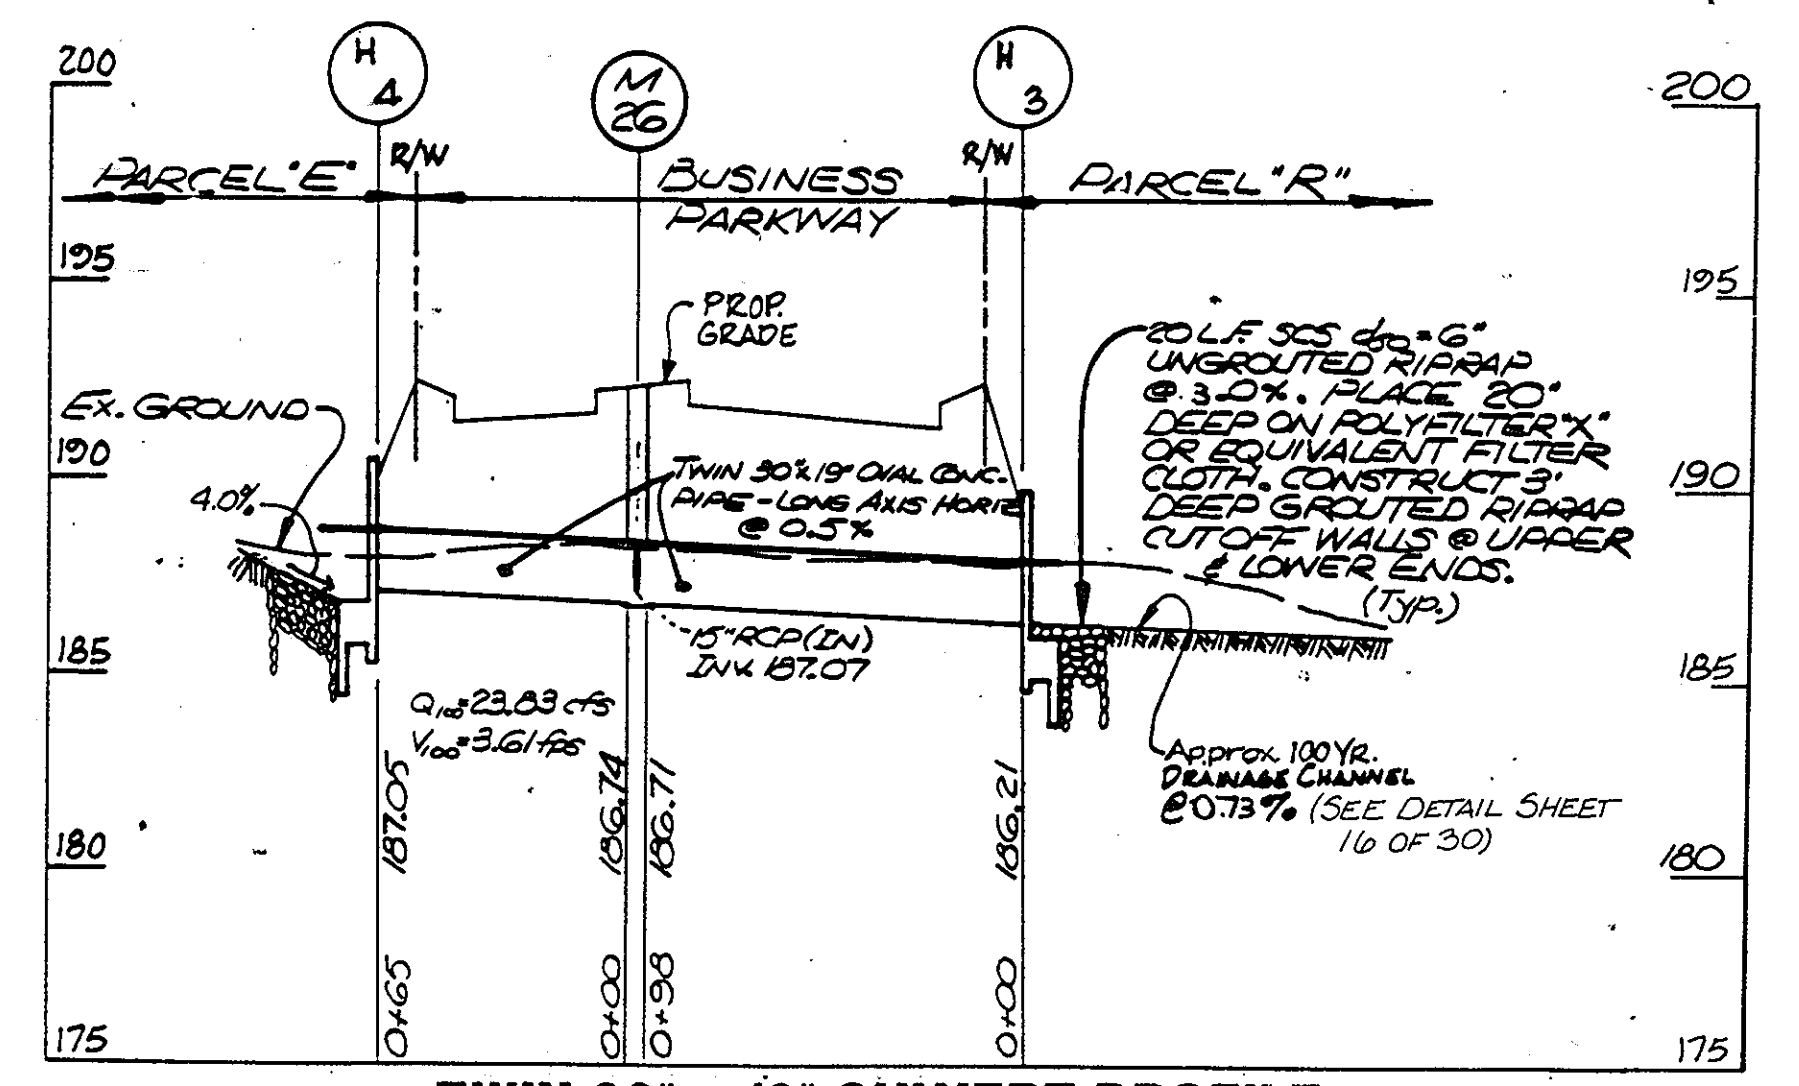 200
H
4
M
26
H
3
200
PARCEL "E"
R/W
BUSINESS
PARKWAY
R/W
PARCEL "R"
195
195
PROP.
GRADE
EX. GROUND
190
190
4.0%
TWIN 30"x19" OVAL CONC.
PIPE - LONG AXIS HORIZ
@ 0.5%
20 L.F. SCS d50 = 6"
UNGROUTED RIPRAP
@ 3.0%. PLACE 20"
DEEP ON POLYFILTER "X"
OR EQUIVALENT FILTER
CLOTH. CONSTRUCT 3'
DEEP GROUTED RIPRAP
CUTOFF WALLS @ UPPER
& LOWER ENDS.
(TYP.)
185
185
15" RCP (IN)
INV. 187.07
Q100=23.83 cfs
V100=3.61 fps
Approx 100 YR.
DRAINAGE CHANNEL
@ 0.73% (SEE DETAIL SHEET
16 OF 30)
187.05
186.74
186.71
186.21
180
180
0+65
0+00
0+98
0+00
175
175